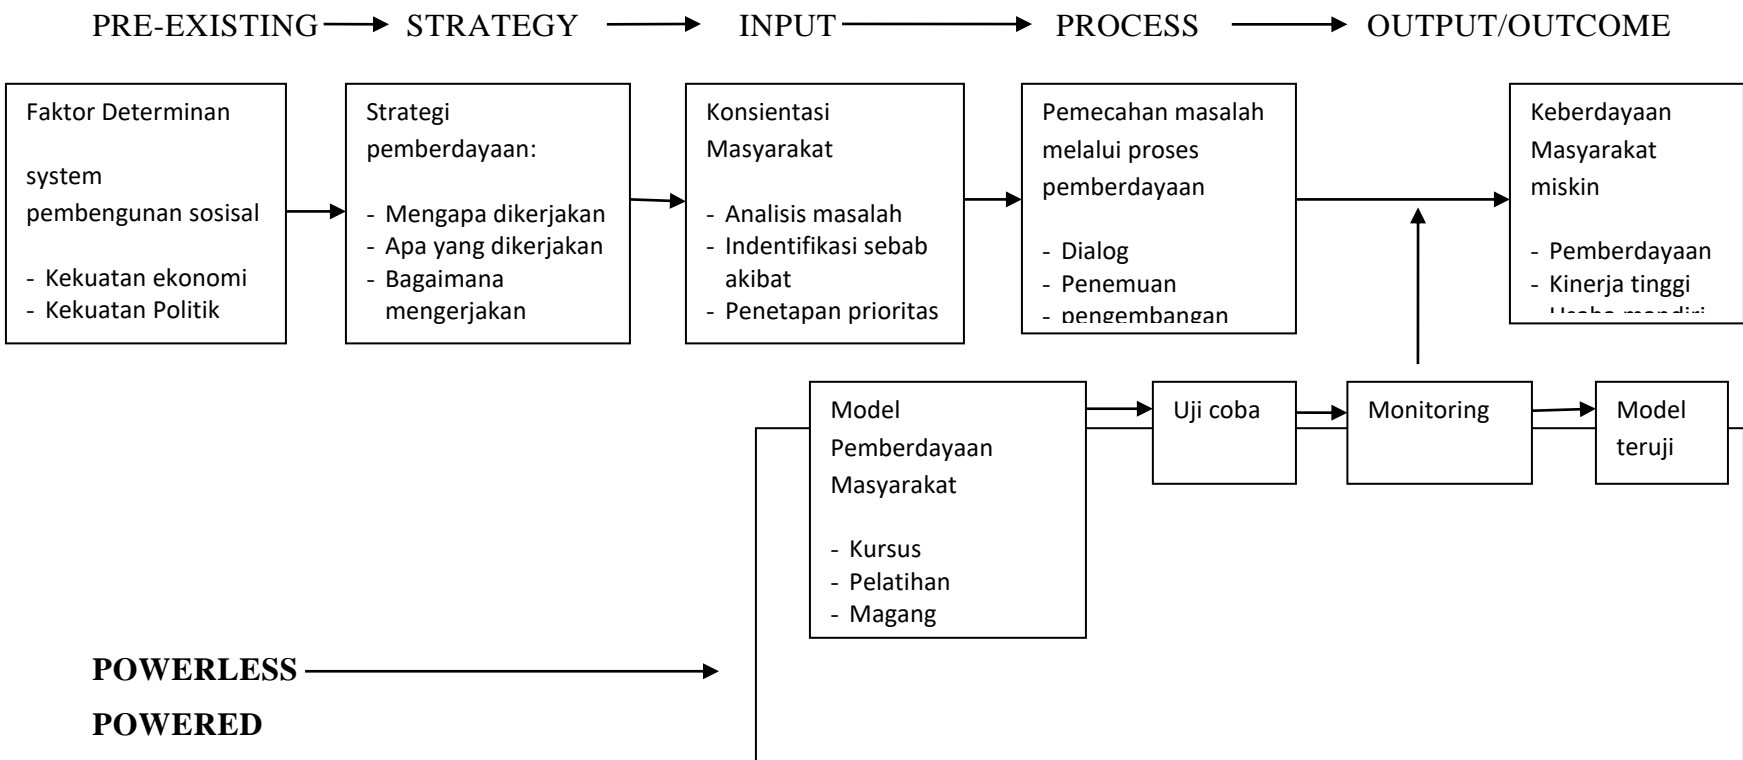 PRE-EXISTING STRATEGY INPUT PROCESS OUTPUT/OUTCOME
Faktor Determinan
system
pembengunan sosisal
- Kekuatan ekonomi
- Kekuatan Politik
Strategi
pemberdayaan:
- Mengapa dikerjakan
- Apa yang dikerjakan
- Bagaimana
mengerjakan
Konsientasi
Masyarakat
- Analisis masalah
- Indentifikasi sebab
akibat
- Penetapan prioritas
Pemecahan masalah
melalui proses
pemberdayaan
- Dialog
- Penemuan
- pengembangan
Keberdayaan
Masyarakat
miskin
- Pemberdayaan
- Kinerja tinggi
- Usaha mandiri
Model
Pemberdayaan
Masyarakat
- Kursus
- Pelatihan
- Magang
Uji coba
Monitoring
Model
teruji
POWERLESS
POWERED